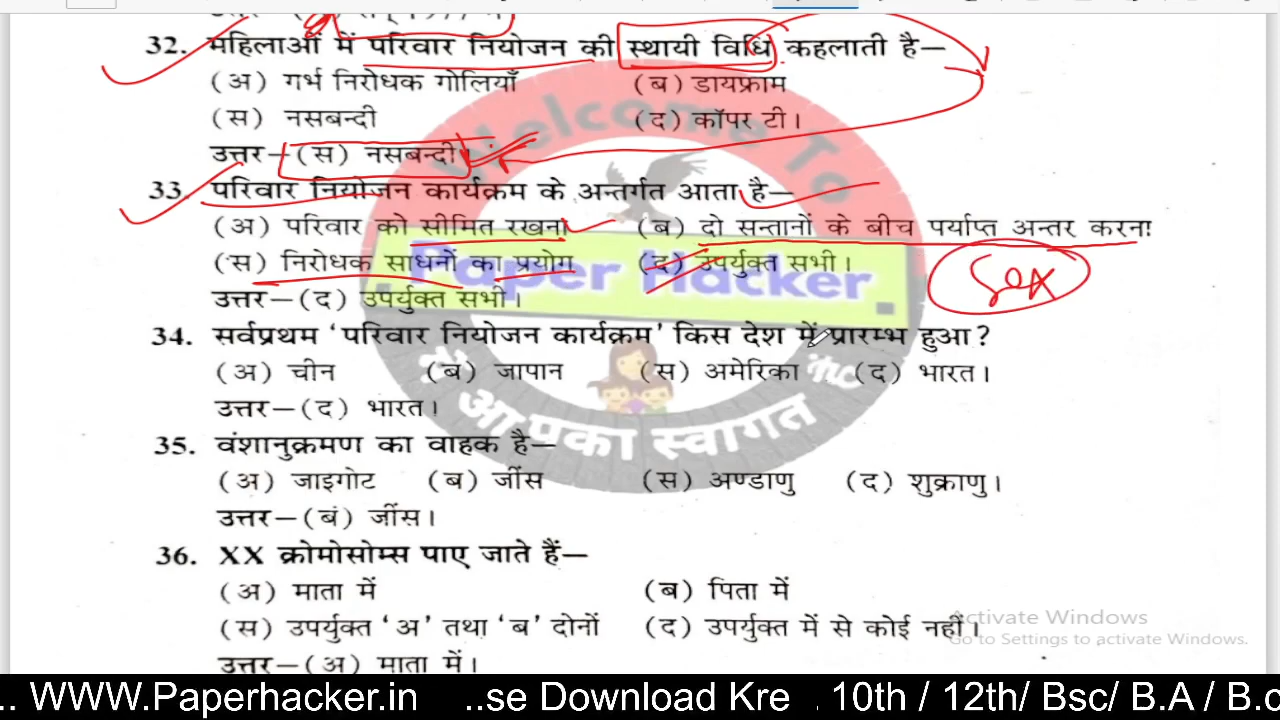 32. महिलाओं में परिवार नियोजन की स्थायी विधि कहलाती है—
(अ) गर्भ निरोधक गोलियाँ (ब) डायफ्राम
(स) नसबन्दी (द) कॉपर टी।
उत्तर—(स) नसबन्दी।
33. परिवार नियोजन कार्यक्रम के अन्तर्गत आता है—
(अ) परिवार को सीमित रखना (ब) दो सन्तानों के बीच पर्याप्त अन्तर करना
(स) निरोधक साधनों का प्रयोग (द) उपर्युक्त सभी।
Sex
उत्तर—(द) उपर्युक्त सभी।
34. सर्वप्रथम ‘परिवार नियोजन कार्यक्रम’ किस देश में प्रारम्भ हुआ?
(अ) चीन (ब) जापान (स) अमेरिका (द) भारत।
उत्तर—(द) भारत।
35. वंशानुक्रमण का वाहक है—
(अ) जाइगोट (ब) जींस (स) अण्डाणु (द) शुक्राणु।
उत्तर—(बं) जींस।
36. XX क्रोमोसोम्स पाए जाते हैं—
(अ) माता में (ब) पिता में
(स) उपर्युक्त ‘अ’ तथा ‘ब’ दोनों (द) उपर्युक्त में से कोई नहीं।
उत्तर—(अ) माता में।
Welcome To
Paper Hacker.
आपका स्वागत
Activate Windows
Go to Settings to activate Windows.
.. WWW.Paperhacker.in ..se Download Kre . 10th / 12th/ Bsc/ B.A / B.c